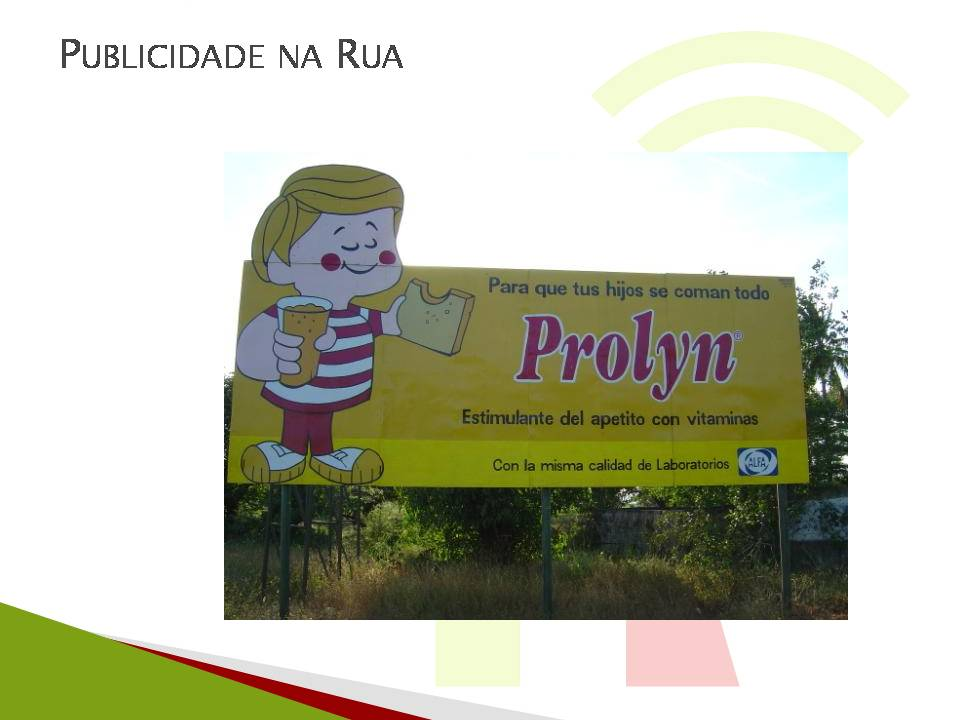 PUBLICIDADE NA RUA
Para que tus hijos se coman todo
Prolyn®
Estimulante del apetito con vitaminas
Con la misma calidad de Laboratorios
ALFA